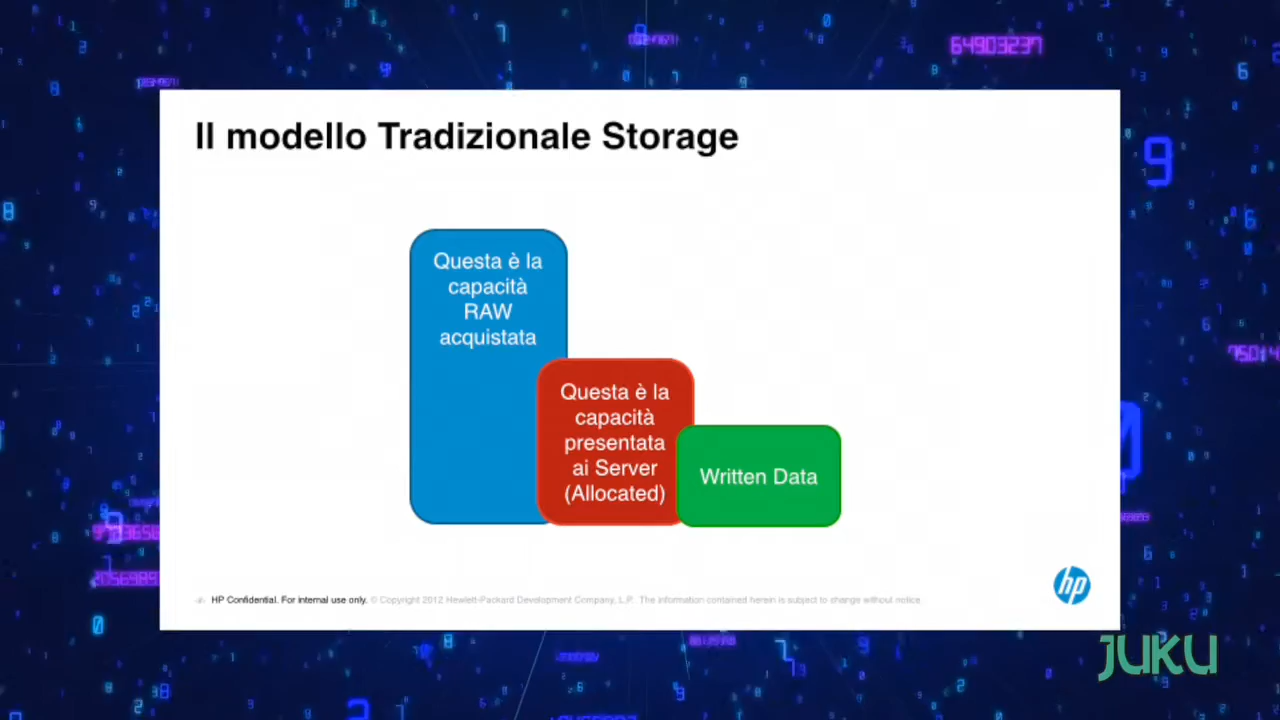 64903237
Il modello Tradizionale Storage
Questa è la
capacità
RAW
acquistata
Questa è la
capacità
presentata
ai Server
(Allocated)
Written Data
HP Confidential. For internal use only. © Copyright 2012 Hewlett-Packard Development Company, L.P. The information contained herein is subject to change without notice.
hp
JUKU